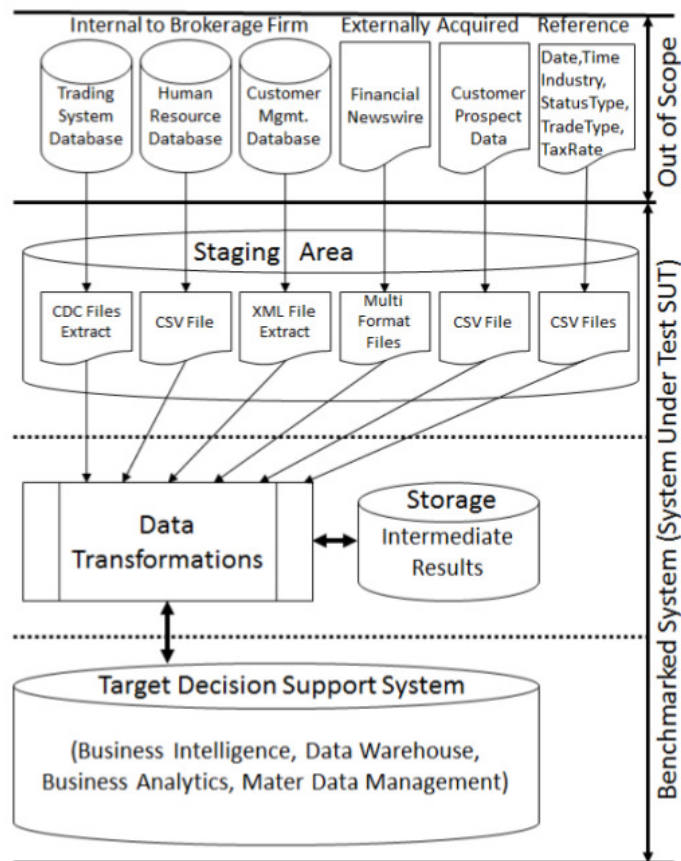 Internal to Brokerage Firm
Externally Acquired
Reference
Trading
System
Database
Human
Resource
Database
Customer
Mgmt.
Database
Financial
Newswire
Customer
Prospect
Data
Date,Time
Industry,
StatusType,
TradeType,
TaxRate
Out of Scope
Staging Area
CDC Files
Extract
CSV File
XML File
Extract
Multi
Format
Files
CSV File
CSV Files
Data
Transformations
Storage
Intermediate
Results
Target Decision Support System
(Business Intelligence, Data Warehouse,
Business Analytics, Mater Data Management)
Benchmarked System (System Under Test SUT)